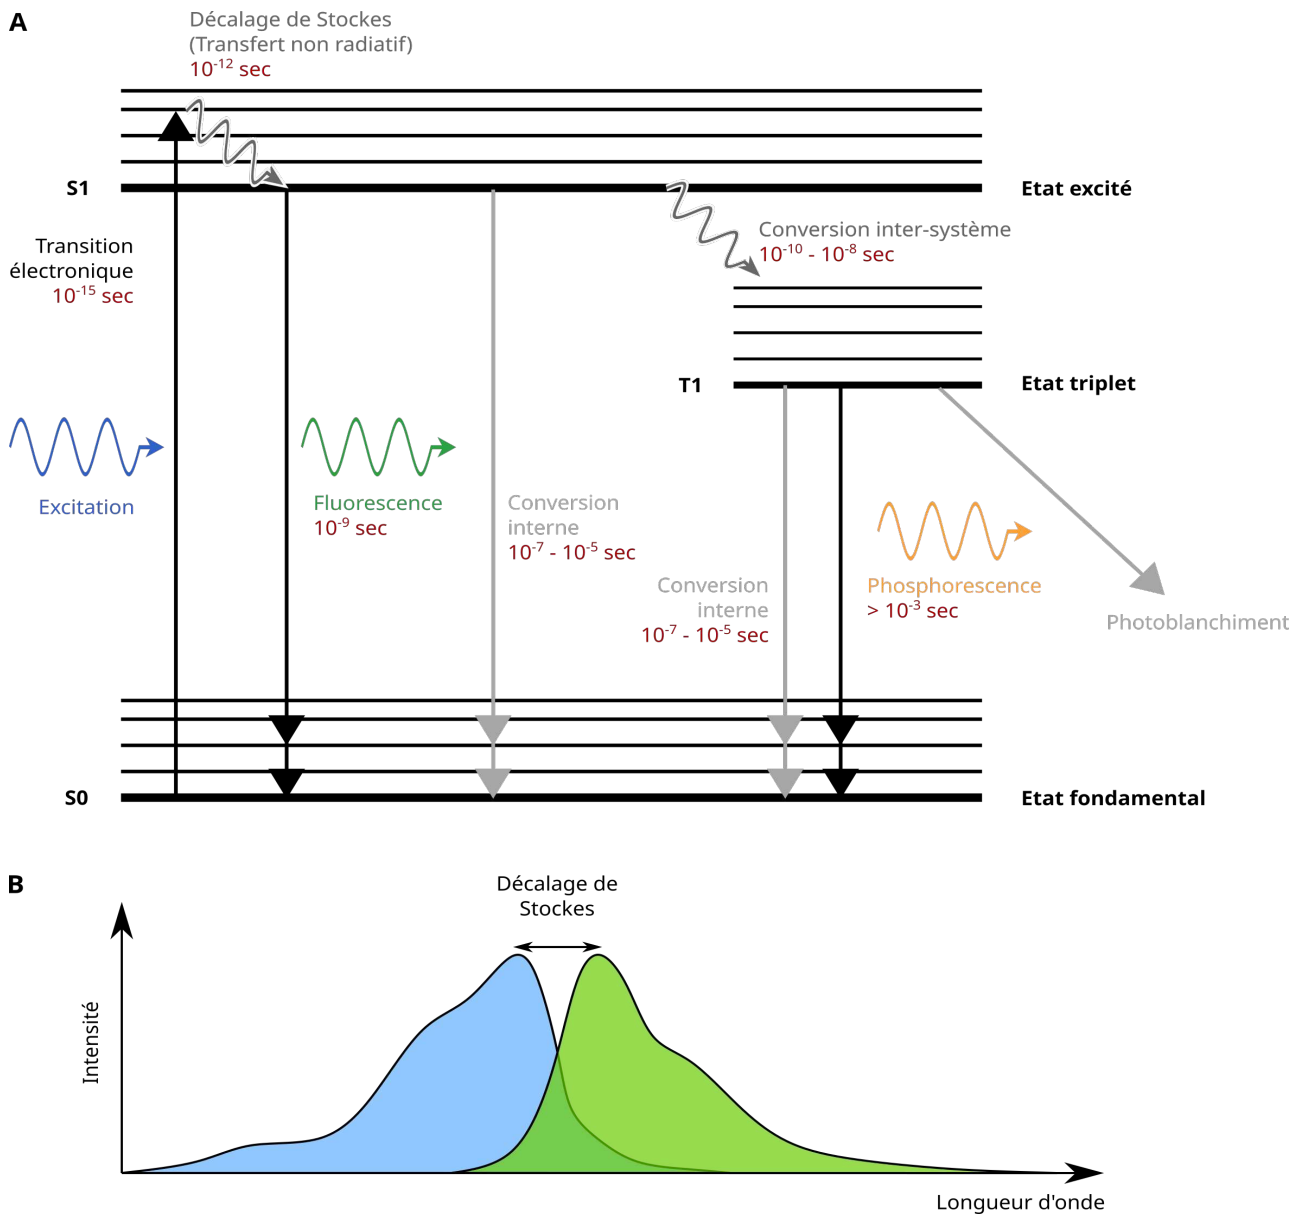 A
Décalage de Stockes
(Transfert non radiatif)
10⁻¹² sec
S1
Etat excité
Transition
électronique
10⁻¹⁵ sec
Conversion inter-système
10⁻¹⁰ - 10⁻⁸ sec
T1
Etat triplet
Excitation
Fluorescence
10⁻⁹ sec
Conversion
interne
10⁻⁷ - 10⁻⁵ sec
Conversion
interne
10⁻⁷ - 10⁻⁵ sec
Phosphorescence
> 10⁻³ sec
Photoblanchiment
S0
Etat fondamental
B
Décalage de
Stockes
Intensité
Longueur d'onde